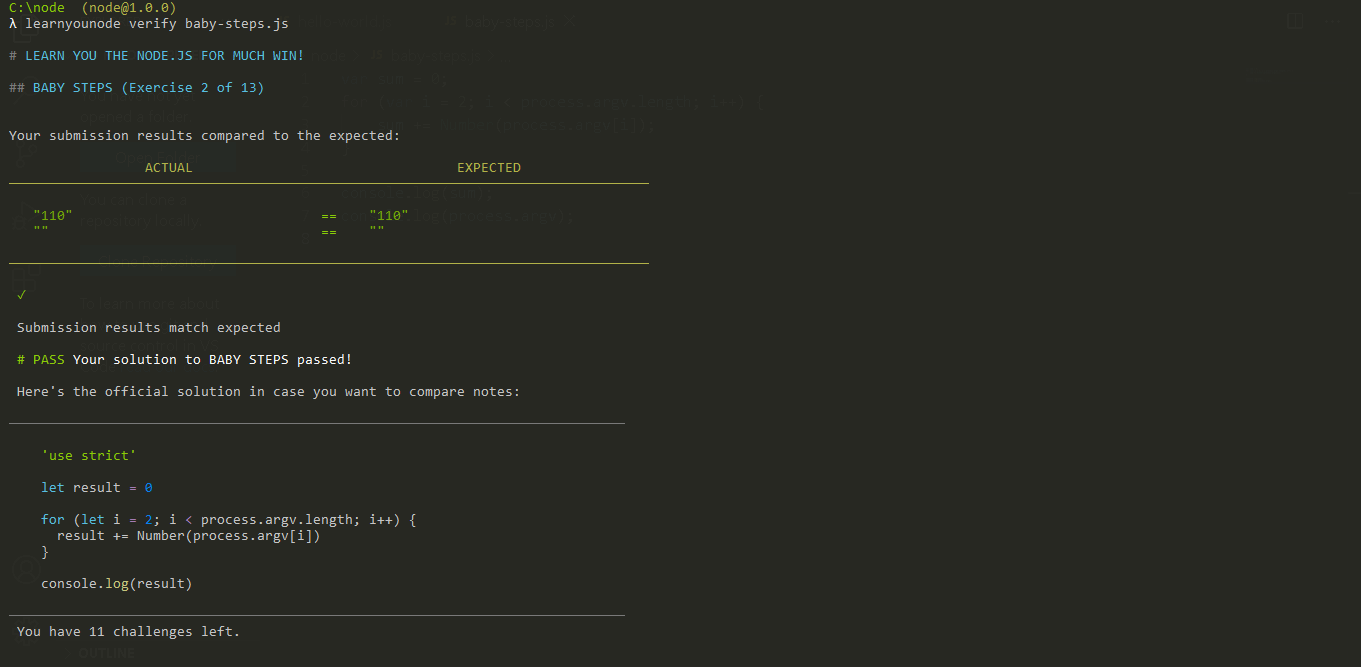 C:\node (node@1.0.0)
λ learnyounode verify baby-steps.js
# LEARN YOU THE NODE.JS FOR MUCH WIN!
## BABY STEPS (Exercise 2 of 13)
Your submission results compared to the expected:
ACTUAL EXPECTED
"110" == "110"
"" == ""
✓
Submission results match expected
# PASS Your solution to BABY STEPS passed!
Here's the official solution in case you want to compare notes:
'use strict'
let result = 0
for (let i = 2; i < process.argv.length; i++) {
result += Number(process.argv[i])
}
console.log(result)
You have 11 challenges left.
OUTLINE